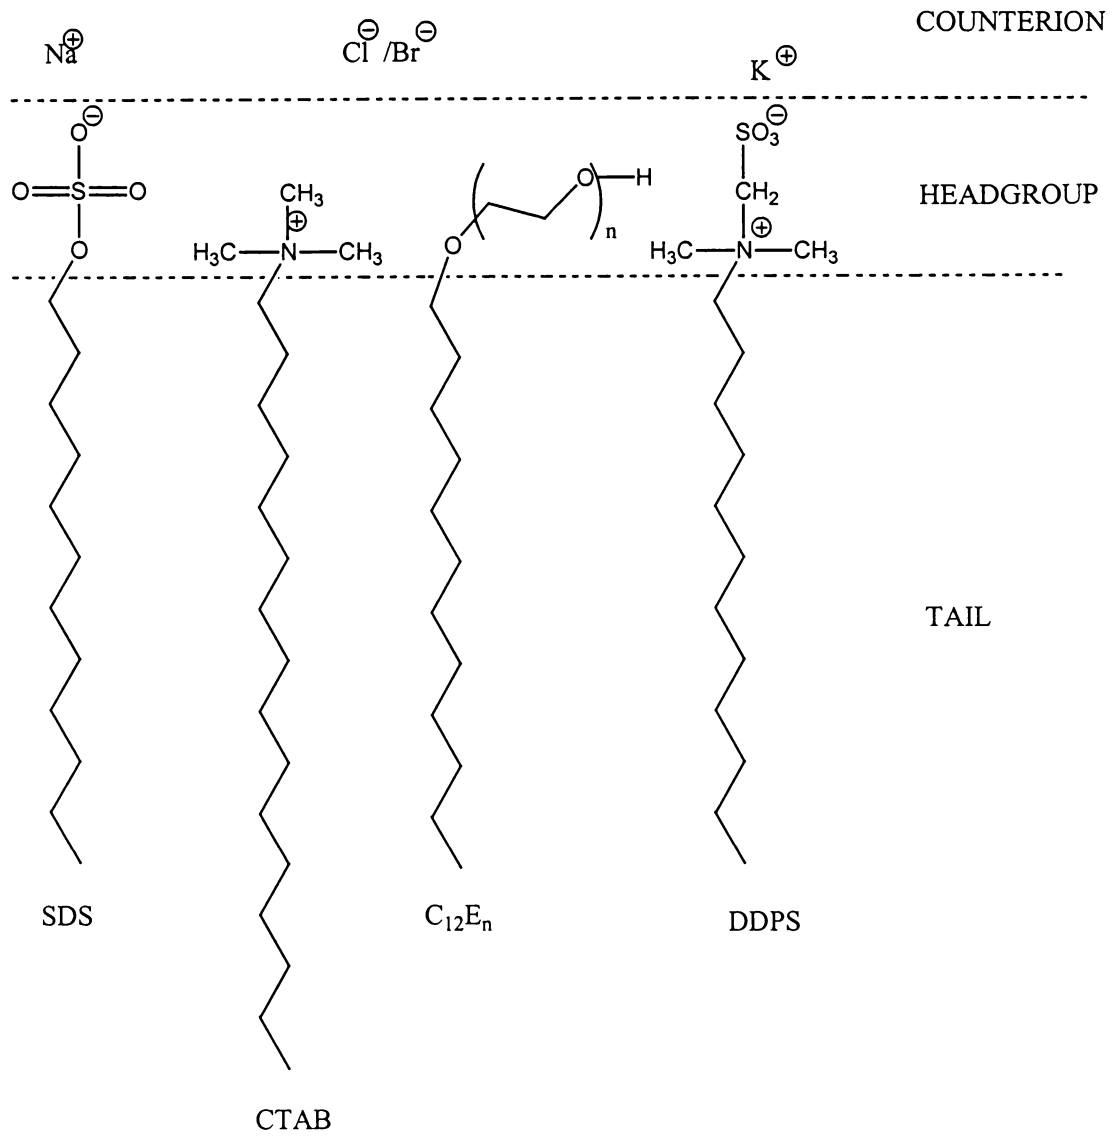 Na⊕
Cl⊖/Br⊖
COUNTERION
K⊕
O⊖
O=S=O
O
CH₃
H₃C—N⊕—CH₃
O
O—H
n
SO₃⊖
CH₂
H₃C—N⊕—CH₃
HEADGROUP
TAIL
SDS
C₁₂Eₙ
DDPS
CTAB